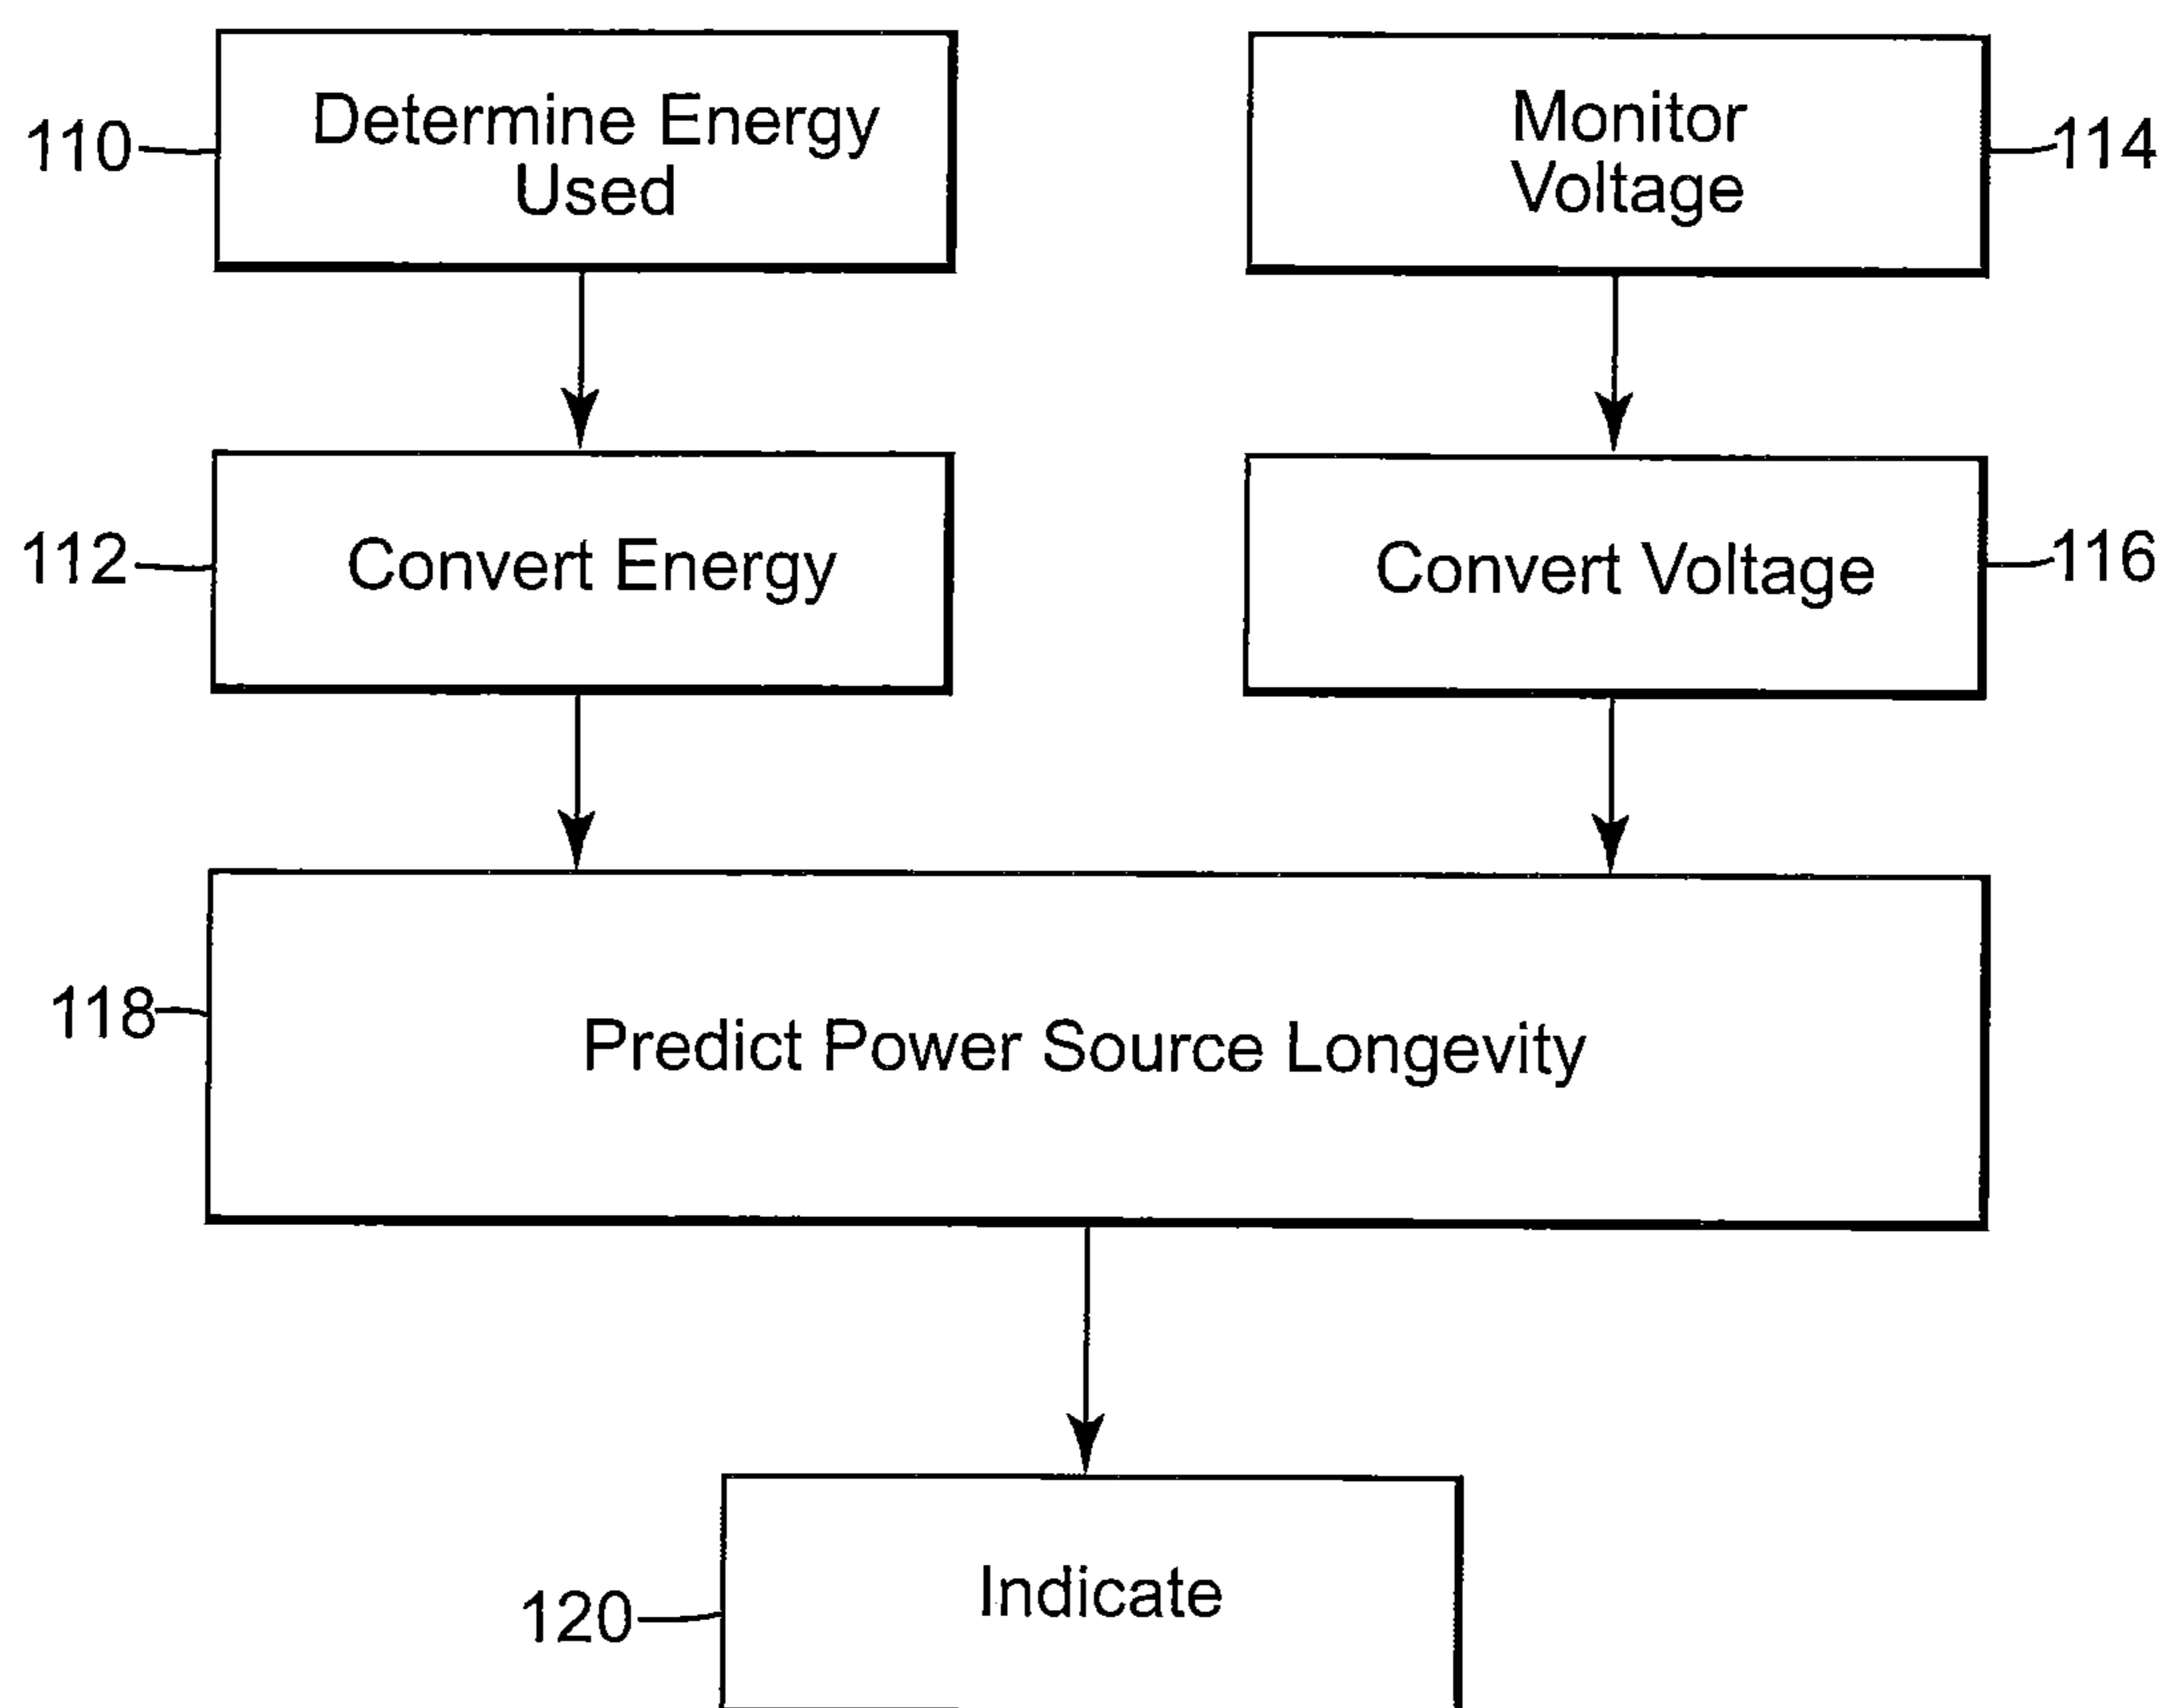 110
Determine Energy
Used
Monitor
Voltage
114
112
Convert Energy
Convert Voltage
116
118
Predict Power Source Longevity
120
Indicate